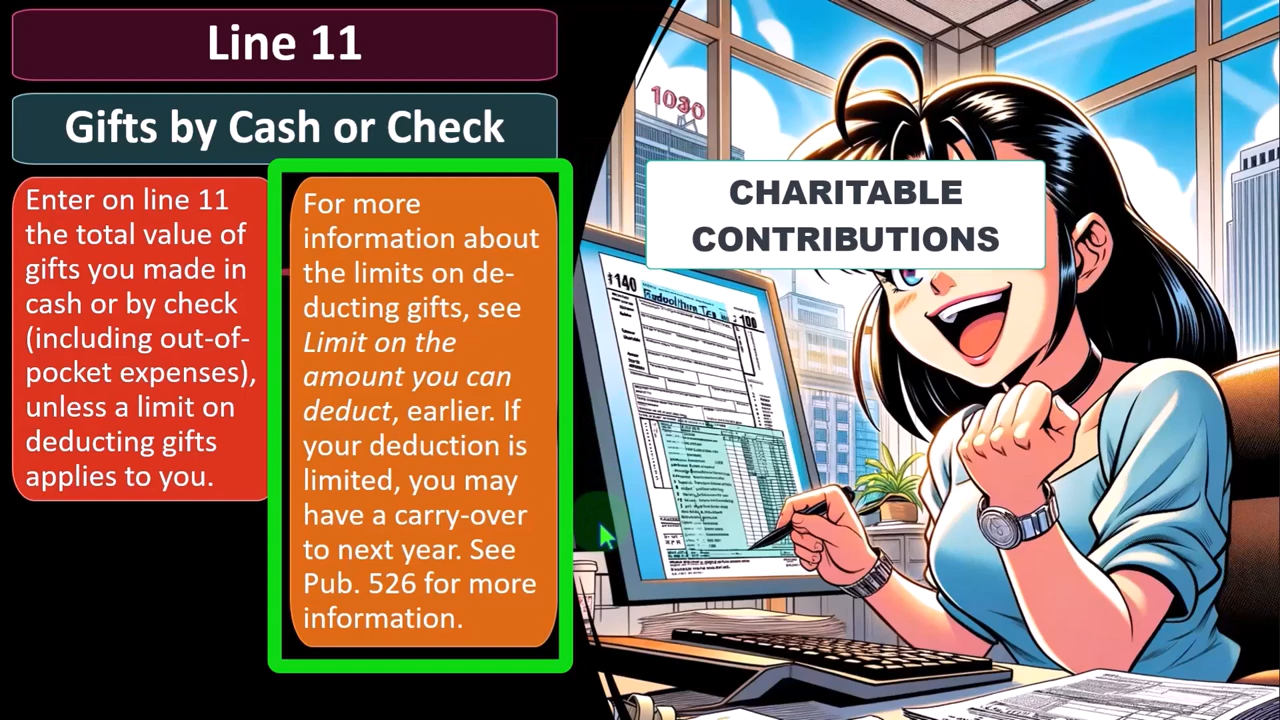 Line 11
Gifts by Cash or Check
Enter on line 11
the total value of
gifts you made in
cash or by check
(including out-of-
pocket expenses),
unless a limit on
deducting gifts
applies to you.
For more
information about
the limits on de-
ducting gifts, see
Limit on the
amount you can
deduct, earlier. If
your deduction is
limited, you may
have a carry-over
to next year. See
Pub. 526 for more
information.
CHARITABLE
CONTRIBUTIONS
140
100